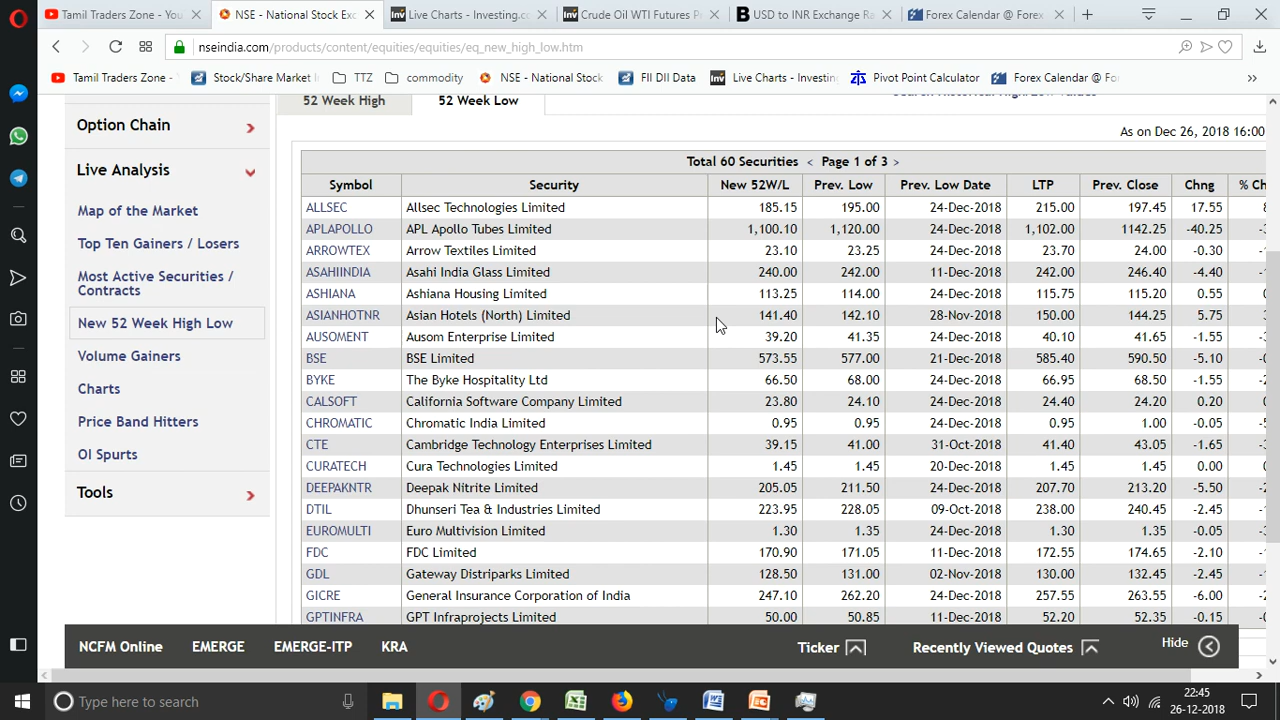 Tamil Traders Zone - You
NSE - National Stock Exc
Live Charts - Investing.co
Crude Oil WTI Futures P
USD to INR Exchange Ra
Forex Calendar @ Forex
nseindia.com/products/content/equities/equities/eq_new_high_low.htm
Tamil Traders Zone -
Stock/Share Market
TTZ
commodity
NSE - National Stock
FII DII Data
Live Charts - Investin
Pivot Point Calculator
Forex Calendar @ Fo
52 Week High
52 Week Low
As on Dec 26, 2018 16:00
Option Chain
Live Analysis
Map of the Market
Top Ten Gainers / Losers
Most Active Securities /
Contracts
New 52 Week High Low
Volume Gainers
Charts
Price Band Hitters
OI Spurts
Tools
Total 60 Securities < Page 1 of 3 >
Symbol Security New 52W/L Prev. Low Prev. Low Date LTP Prev. Close Chng % Ch
ALLSEC Allsec Technologies Limited 185.15 195.00 24-Dec-2018 215.00 197.45 17.55
APLAPOLLO APL Apollo Tubes Limited 1,100.10 1,120.00 24-Dec-2018 1,102.00 1142.25 -40.25
ARROWTEX Arrow Textiles Limited 23.10 23.25 24-Dec-2018 23.70 24.00 -0.30
ASAHIINDIA Asahi India Glass Limited 240.00 242.00 11-Dec-2018 242.00 246.40 -4.40
ASHIANA Ashiana Housing Limited 113.25 114.00 24-Dec-2018 115.75 115.20 0.55
ASIANHOTNR Asian Hotels (North) Limited 141.40 142.10 28-Nov-2018 150.00 144.25 5.75
AUSOMENT Ausom Enterprise Limited 39.20 41.35 24-Dec-2018 40.10 41.65 -1.55
BSE BSE Limited 573.55 577.00 21-Dec-2018 585.40 590.50 -5.10
BYKE The Byke Hospitality Ltd 66.50 68.00 24-Dec-2018 66.95 68.50 -1.55
CALSOFT California Software Company Limited 23.80 24.10 24-Dec-2018 24.40 24.20 0.20
CHROMATIC Chromatic India Limited 0.95 0.95 24-Dec-2018 0.95 1.00 -0.05
CTE Cambridge Technology Enterprises Limited 39.15 41.00 31-Oct-2018 41.40 43.05 -1.65
CURATECH Cura Technologies Limited 1.45 1.45 20-Dec-2018 1.45 1.45 0.00
DEEPAKNTR Deepak Nitrite Limited 205.05 211.50 24-Dec-2018 207.70 213.20 -5.50
DTIL Dhunseri Tea & Industries Limited 223.95 228.05 09-Oct-2018 238.00 240.45 -2.45
EUROMULTI Euro Multivision Limited 1.30 1.35 24-Dec-2018 1.30 1.35 -0.05
FDC FDC Limited 170.90 171.05 11-Dec-2018 172.55 174.65 -2.10
GDL Gateway Distriparks Limited 128.50 131.00 02-Nov-2018 130.00 132.45 -2.45
GICRE General Insurance Corporation of India 247.10 262.20 24-Dec-2018 257.55 263.55 -6.00
GPTINFRA GPT Infraprojects Limited 50.00 50.85 11-Dec-2018 52.20 52.35 -0.15
NCFM Online EMERGE EMERGE-ITP KRA Ticker Recently Viewed Quotes Hide
Type here to search
22:45
26-12-2018